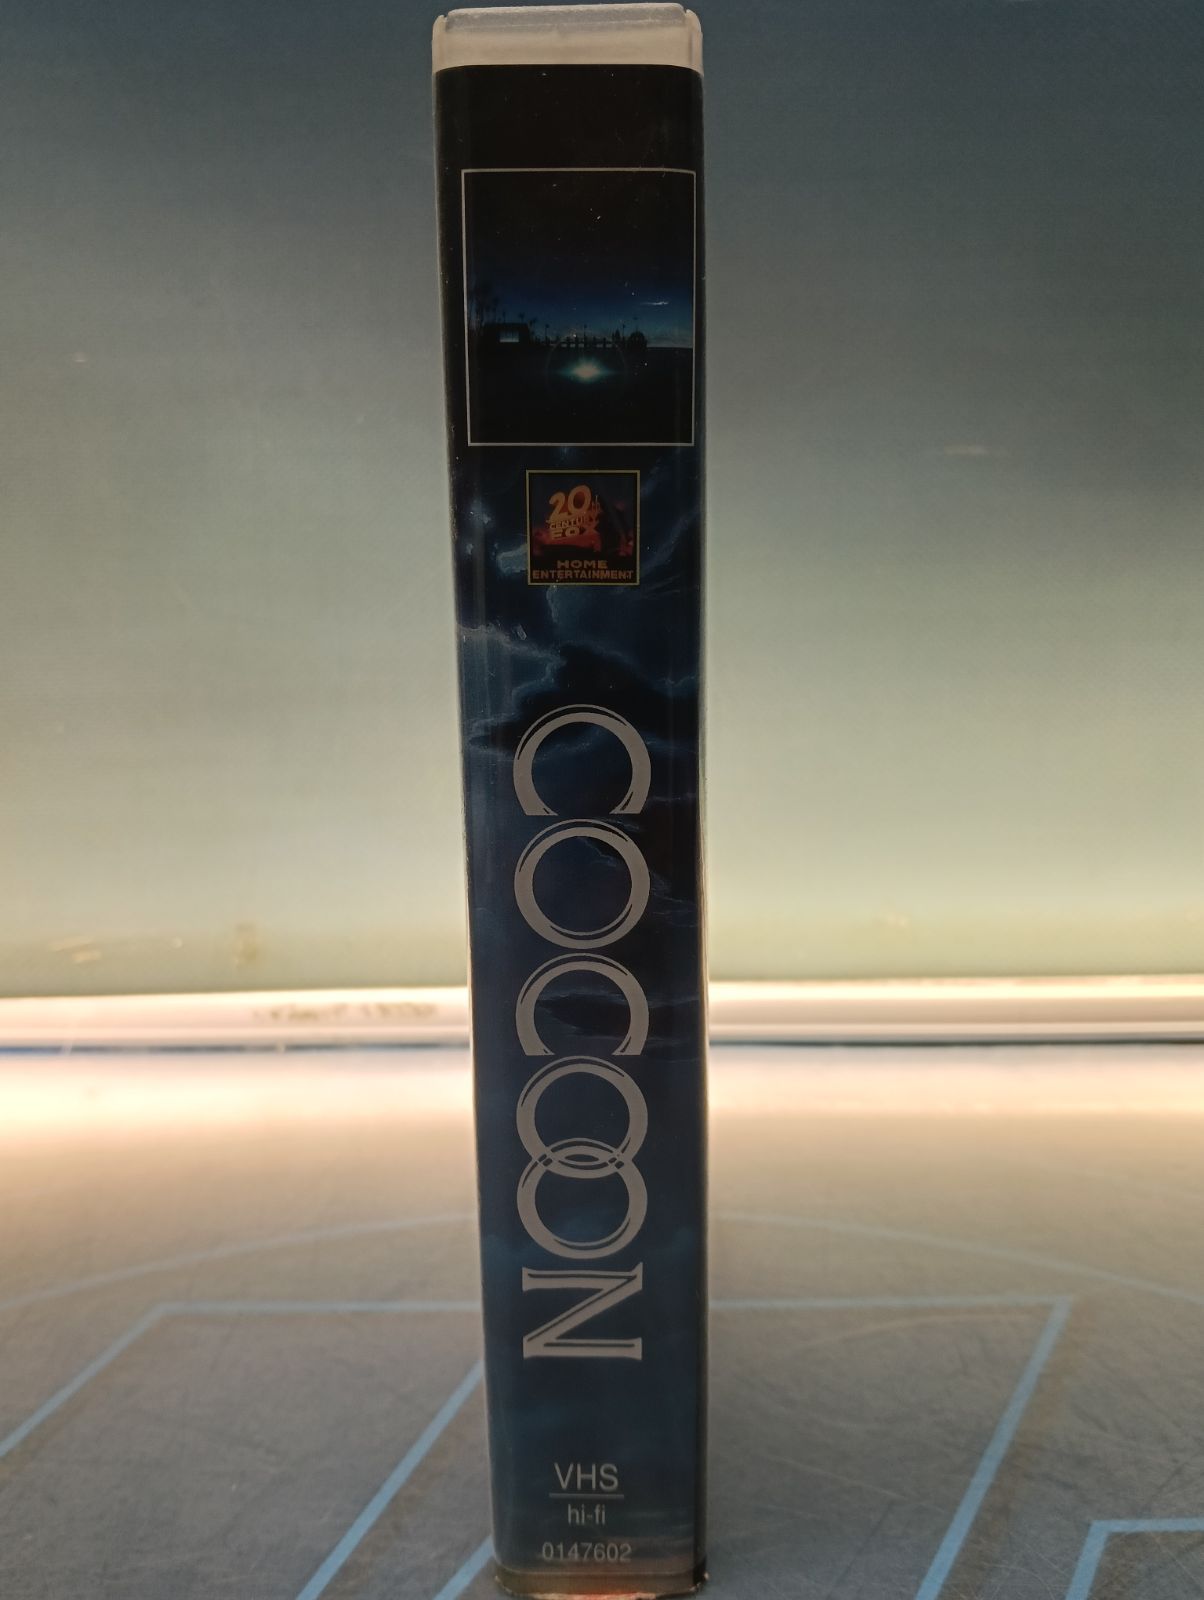 20th
CENTURY
FOX
HOME
ENTERTAINMENT
COCOON
VHS
hi-fi
0147602